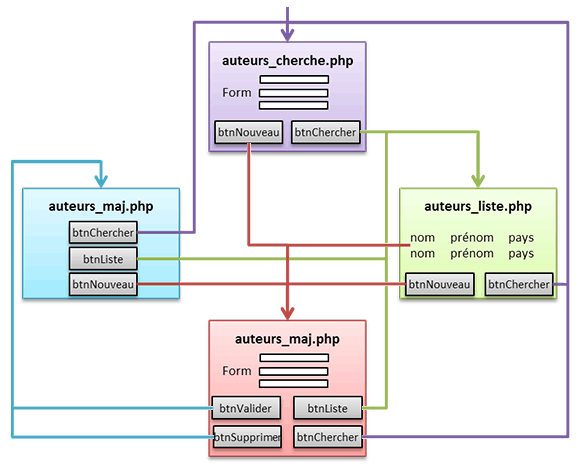 auteurs_cherche.php
Form
btnNouveau
btnChercher
auteurs_maj.php
btnChercher
btnListe
btnNouveau
auteurs_liste.php
nom prénom pays
nom prénom pays
btnNouveau
btnChercher
auteurs_maj.php
Form
btnValider
btnListe
btnSupprimer
btnChercher